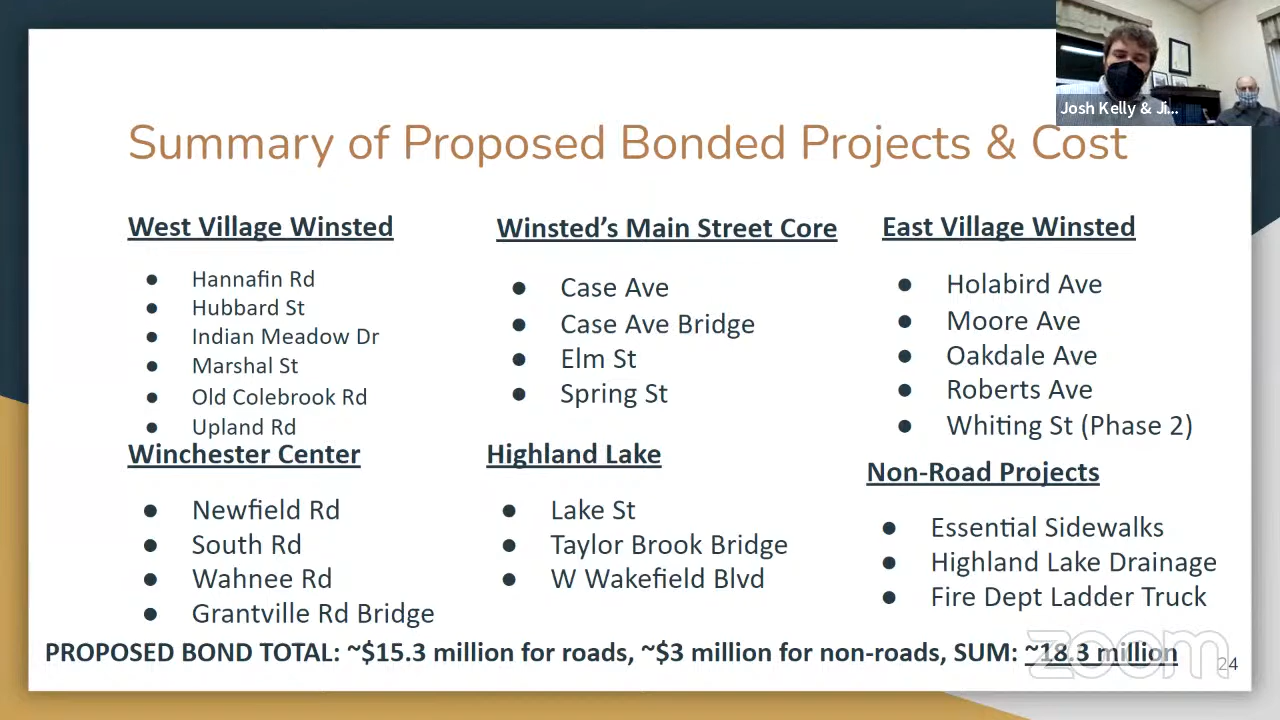 Josh Kelly & Ji...
Summary of Proposed Bonded Projects & Cost
West Village Winsted
● Hannafin Rd
● Hubbard St
● Indian Meadow Dr
● Marshal St
● Old Colebrook Rd
● Upland Rd
Winsted’s Main Street Core
● Case Ave
● Case Ave Bridge
● Elm St
● Spring St
East Village Winsted
● Holabird Ave
● Moore Ave
● Oakdale Ave
● Roberts Ave
● Whiting St (Phase 2)
Winchester Center
● Newfield Rd
● South Rd
● Wahnee Rd
● Grantville Rd Bridge
Highland Lake
● Lake St
● Taylor Brook Bridge
● W Wakefield Blvd
Non-Road Projects
● Essential Sidewalks
● Highland Lake Drainage
● Fire Dept Ladder Truck
PROPOSED BOND TOTAL: ~$15.3 million for roads, ~$3 million for non-roads, SUM: ~18.3 million
zoom
24